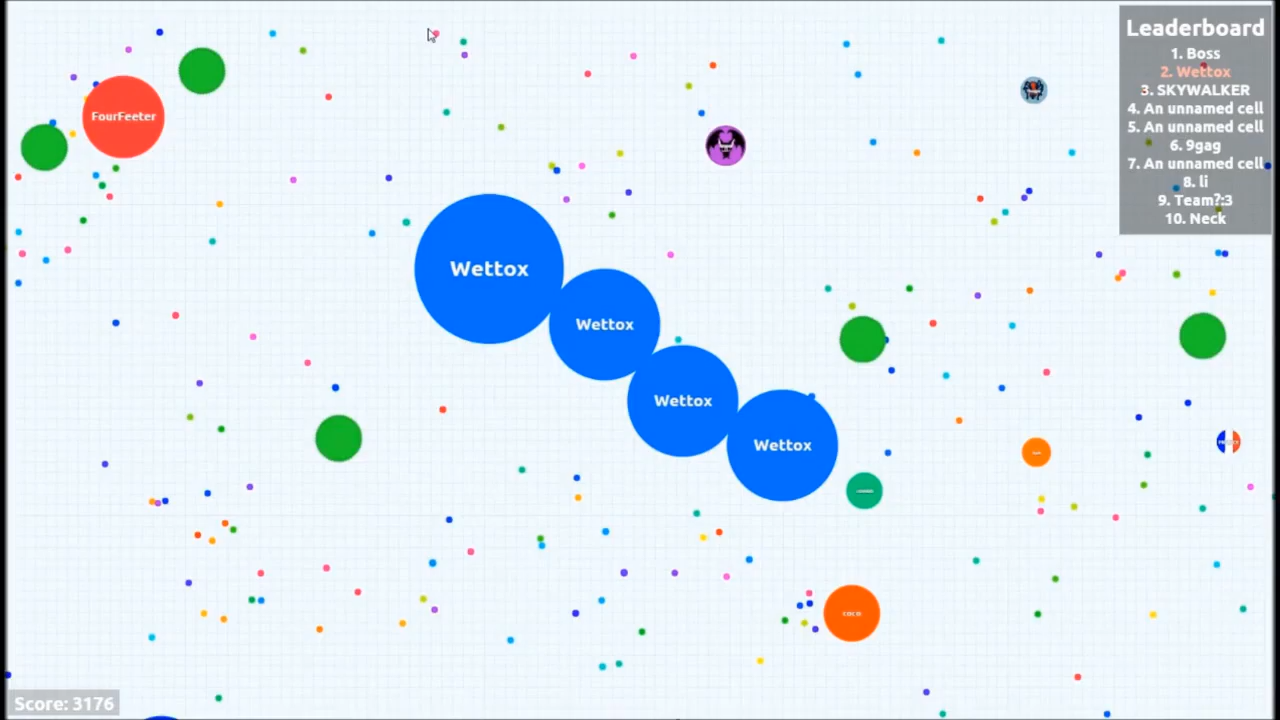 Leaderboard
1. Boss
2. Wettox
3. SKYWALKER
4. An unnamed cell
5. An unnamed cell
6. 9gag
7. An unnamed cell
8. li
9. Team?:3
10. Neck
FourFeeter
Wettox
Wettox
Wettox
Wettox
Score: 3176